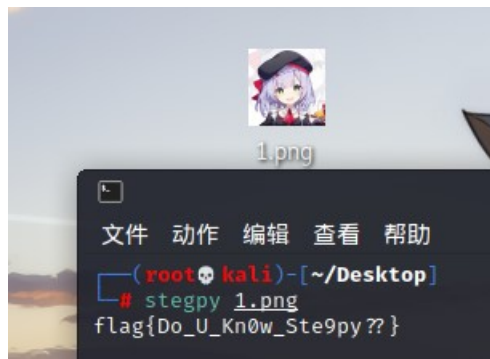 1.png
文件 动作 编辑 查看 帮助
┌──(root💀kali)-[~/Desktop]
└─# stegpy 1.png
flag{Do_U_Kn0w_Ste9py??}